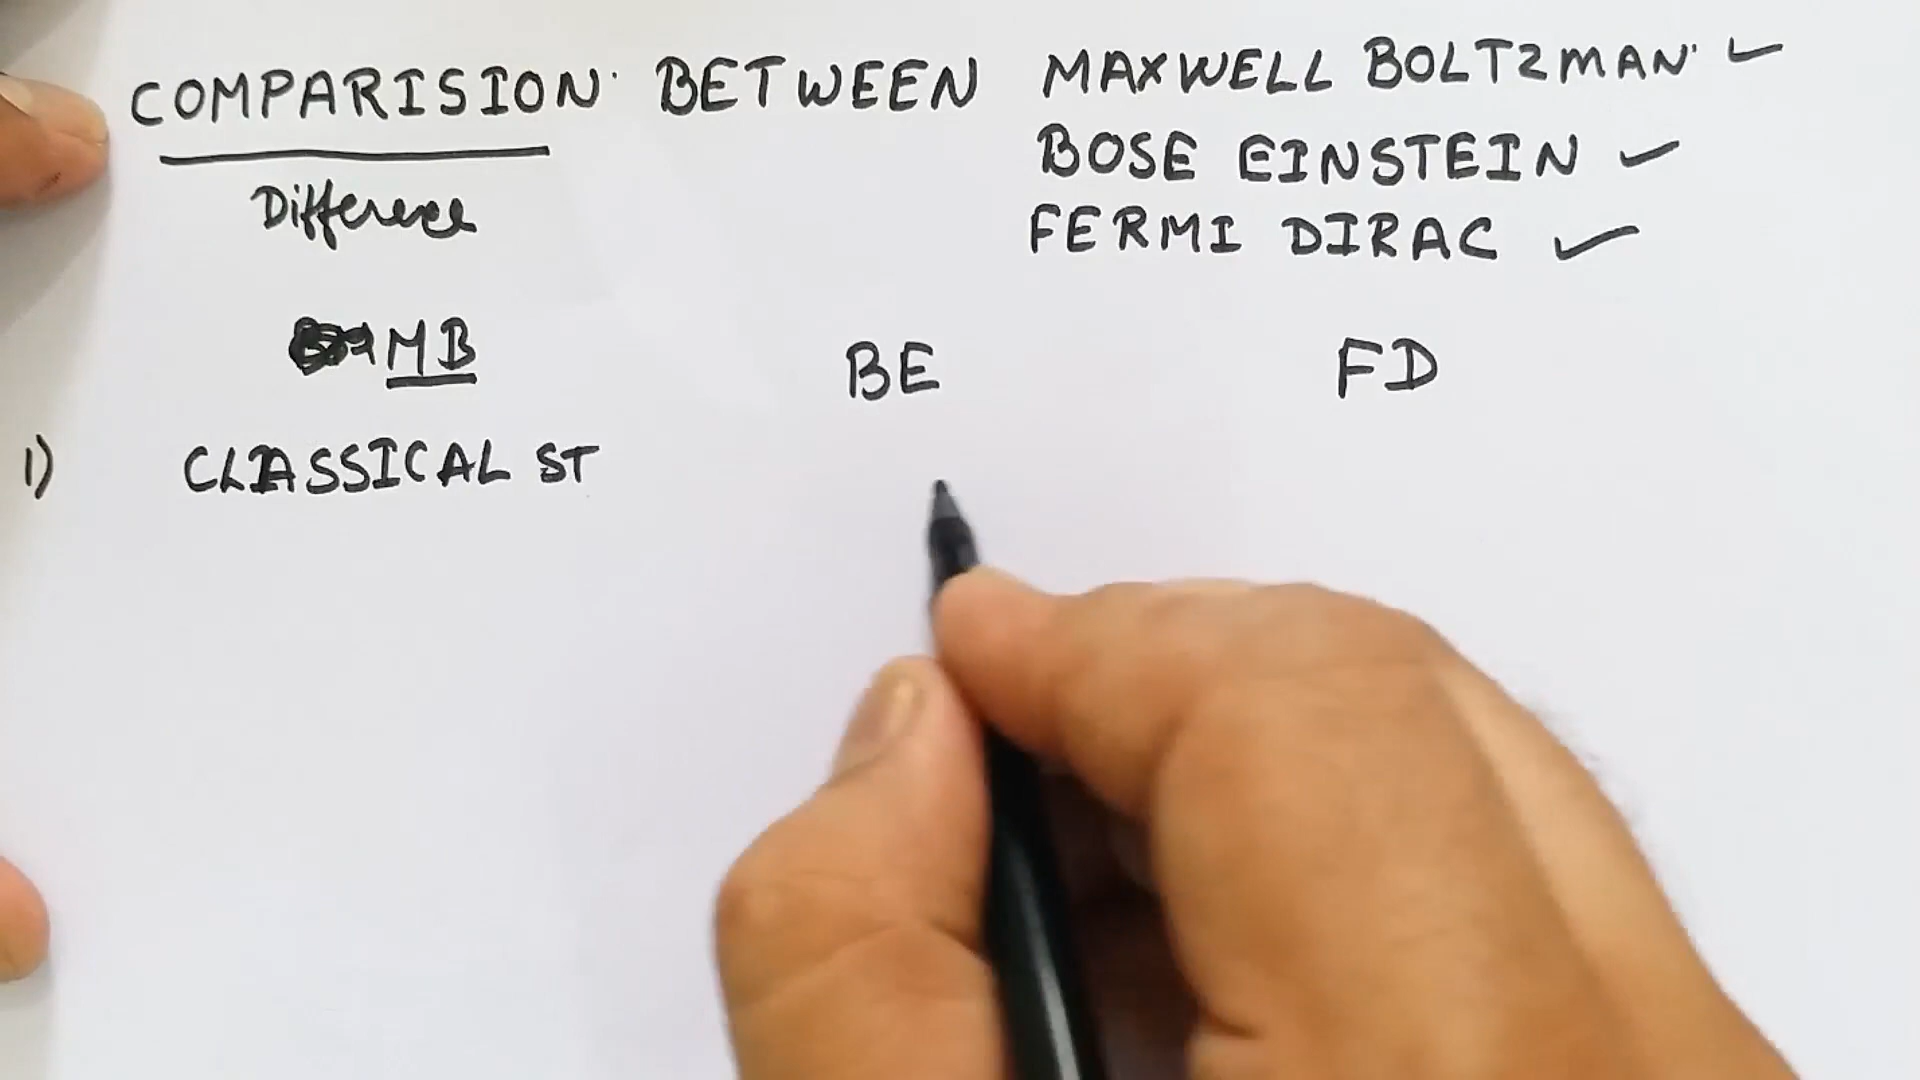 COMPARISION BETWEEN MAXWELL BOLTZMAN
BOSE EINSTEIN
FERMI DIRAC
Difference
MB BE FD
1) CLASSICAL ST